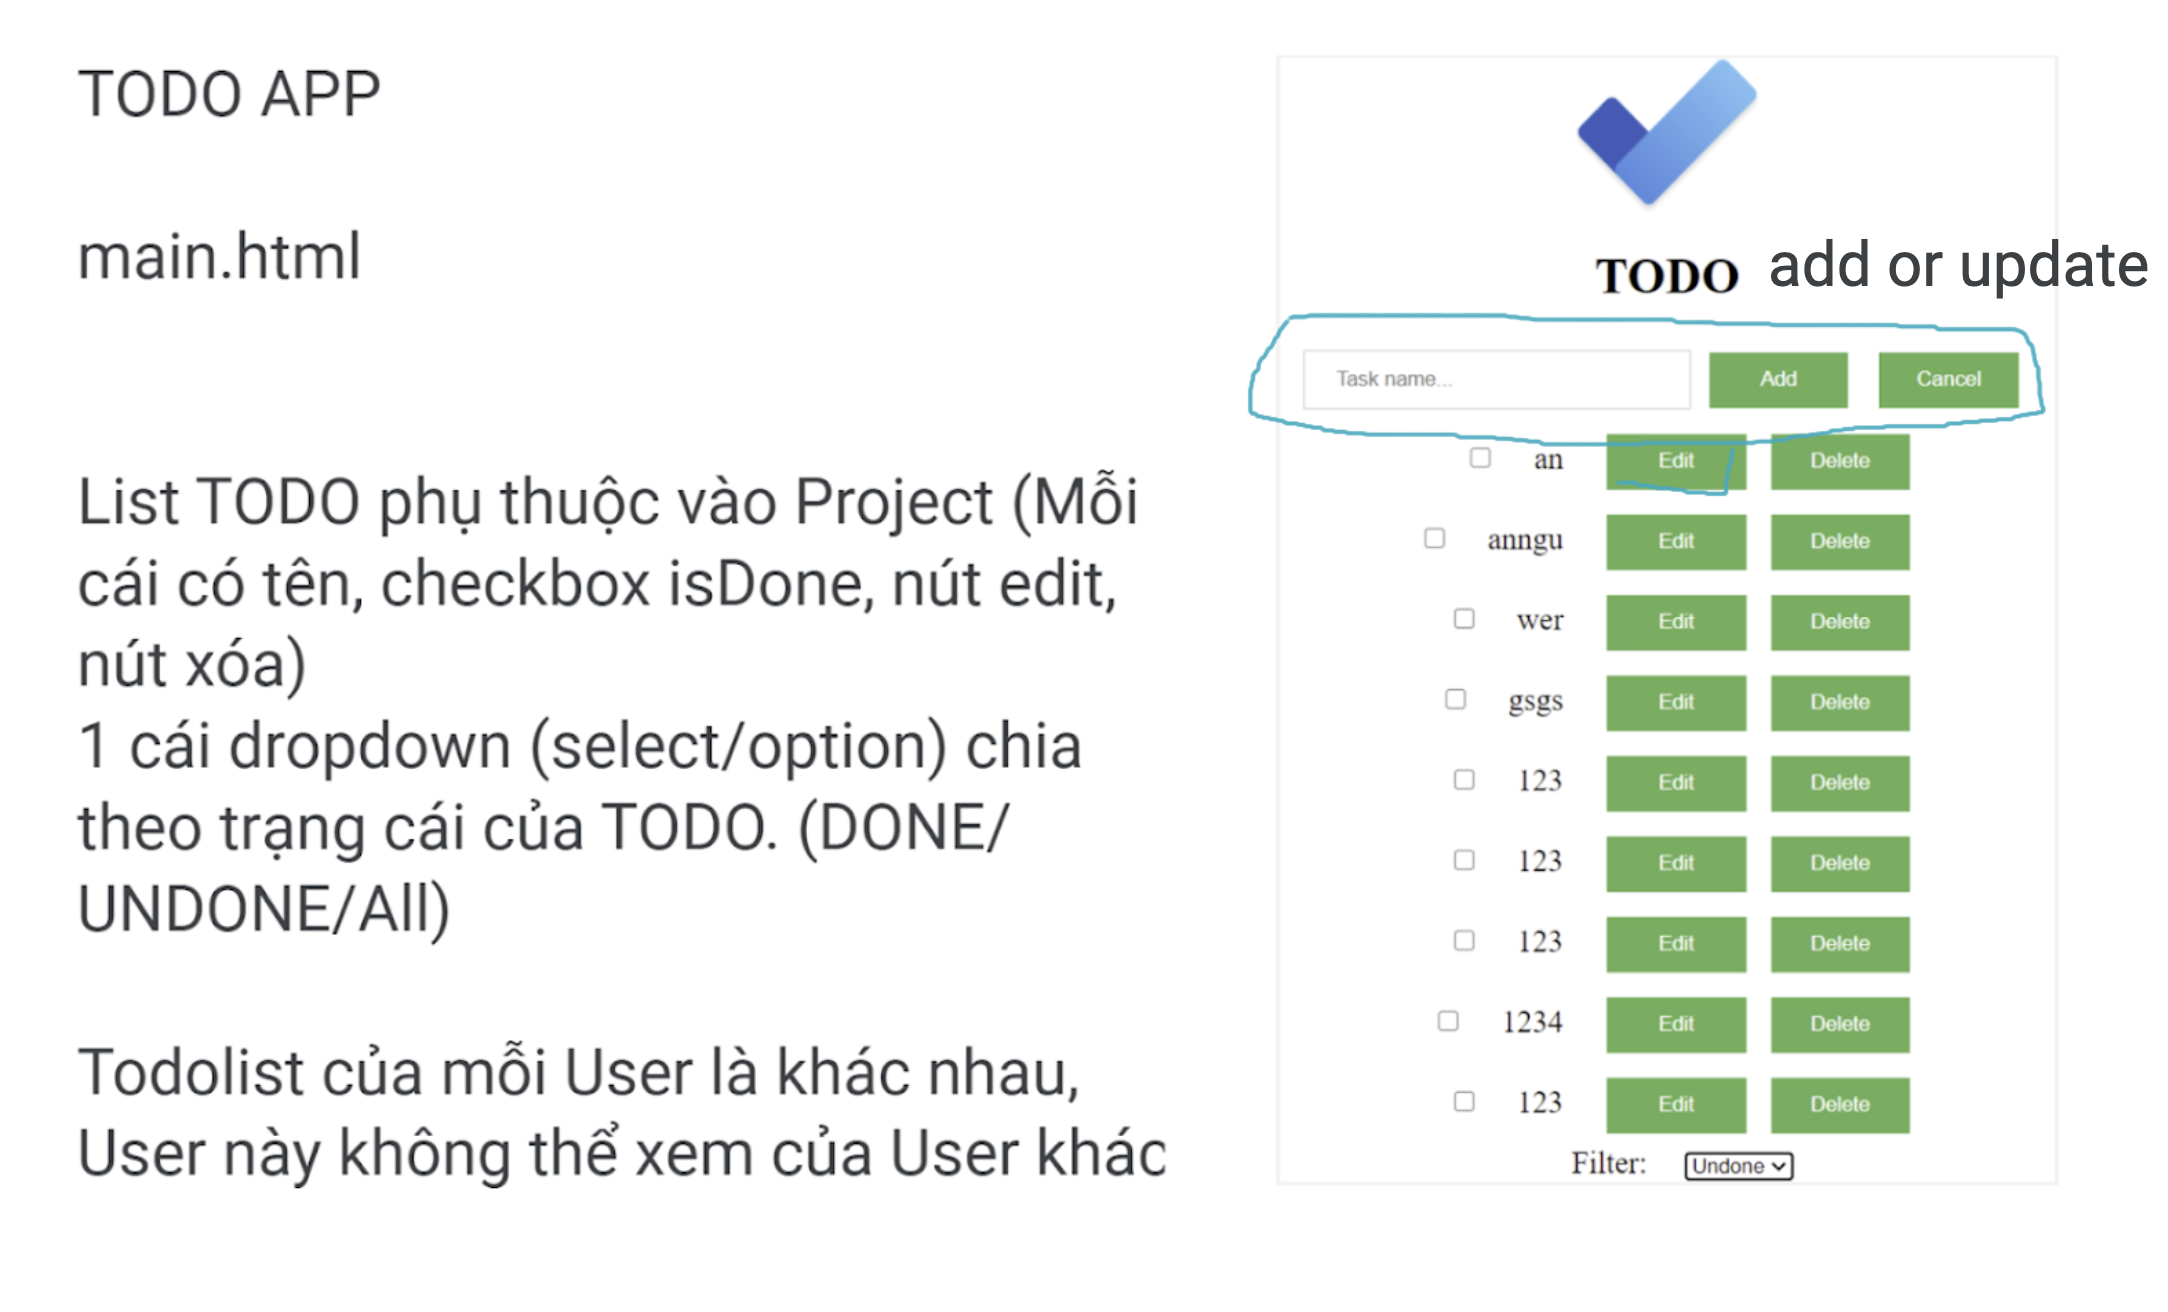 TODO APP
main.html
List TODO phụ thuộc vào Project (Mỗi
cái có tên, checkbox isDone, nút edit,
nút xóa)
1 cái dropdown (select/option) chia
theo trạng cái của TODO. (DONE/
UNDONE/All)
Todolist của mỗi User là khác nhau,
User này không thể xem của User khác
TODO add or update
Task name... Add Cancel
an Edit Delete
anngu Edit Delete
wer Edit Delete
gsgs Edit Delete
123 Edit Delete
123 Edit Delete
123 Edit Delete
1234 Edit Delete
123 Edit Delete
Filter: Undone